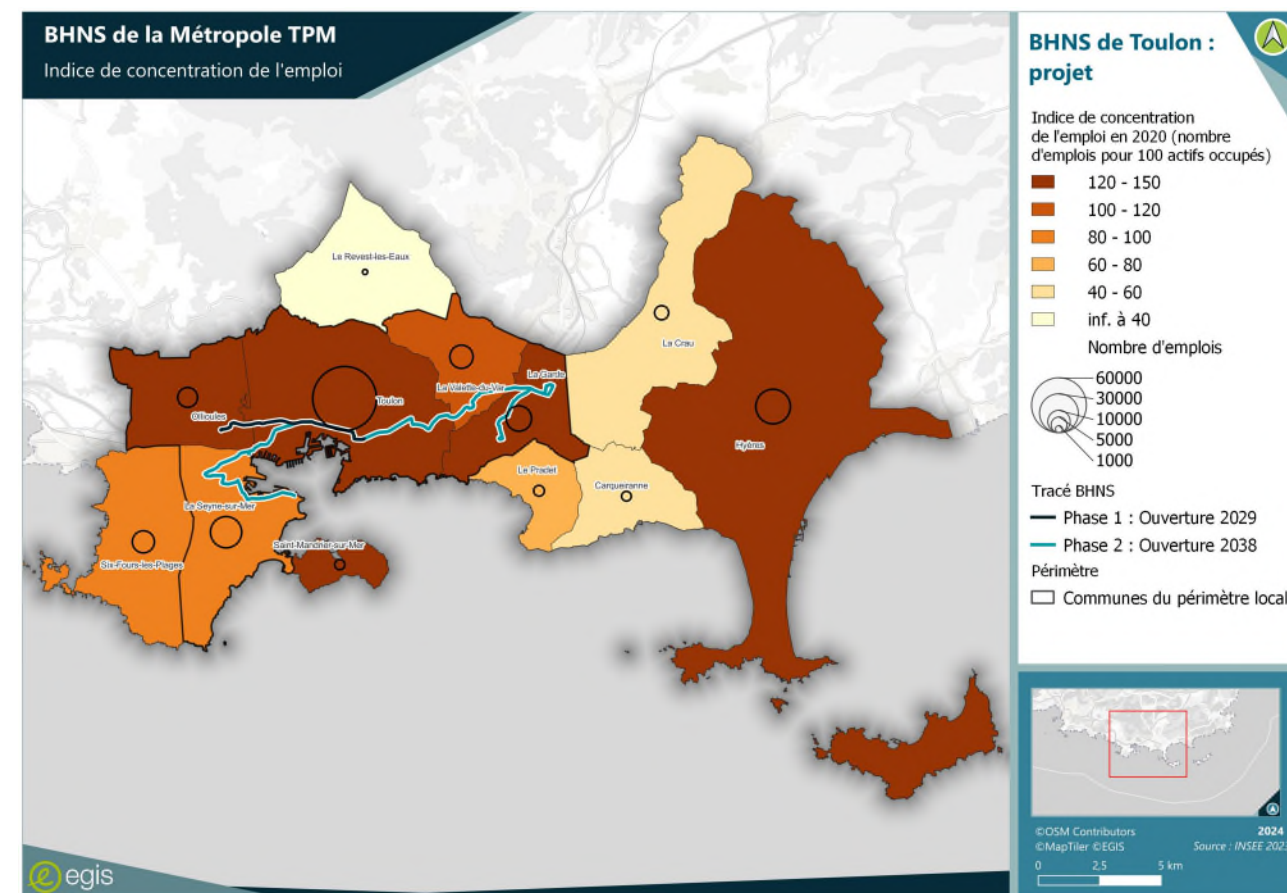 BHNS de la Métropole TPM
Indice de concentration de l'emploi
Le Revest-les-Eaux
La Crau
La Valette-du-Var
La Garde
Toulon
Ollioules
Hyères
Le Pradet
Carqueiranne
La Seyne-sur-Mer
Saint-Mandrier-sur-Mer
Six-Fours-les-Plages
egis
BHNS de Toulon :
projet
Indice de concentration
de l'emploi en 2020 (nombre
d'emplois pour 100 actifs occupés)
120 - 150
100 - 120
80 - 100
60 - 80
40 - 60
inf. à 40
Nombre d'emplois
60000
30000
10000
5000
1000
Tracé BHNS
Phase 1 : Ouverture 2029
Phase 2 : Ouverture 2038
Périmètre
Communes du périmètre local
©OSM Contributors
©MapTiler ©EGIS
2024
Source : INSEE 2023
0 2,5 5 km